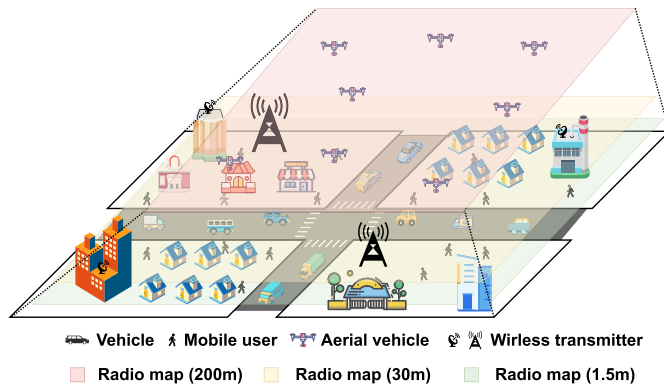 Vehicle Mobile user Aerial vehicle Wirless transmitter
Radio map (200m) Radio map (30m) Radio map (1.5m)